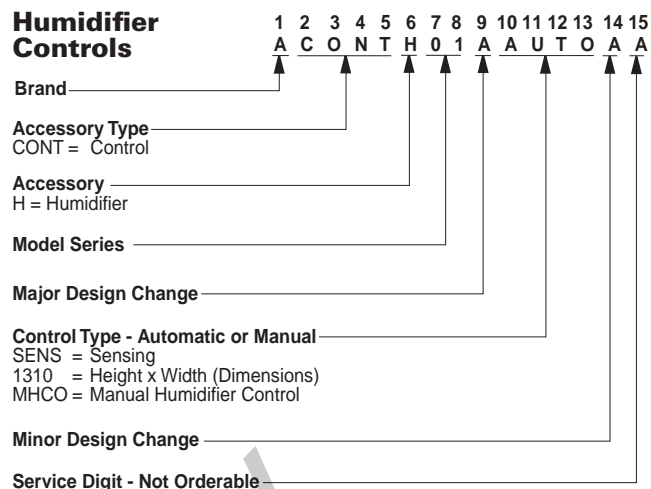 Humidifier
Controls
1 2 3 4 5 6 7 8 9 10 11 12 13 14 15
A C O N T H 0 1 A A U T O A A
Brand
Accessory Type
CONT = Control
Accessory
H = Humidifier
Model Series
Major Design Change
Control Type - Automatic or Manual
SENS = Sensing
1310 = Height x Width (Dimensions)
MHCO = Manual Humidifier Control
Minor Design Change
Service Digit - Not Orderable